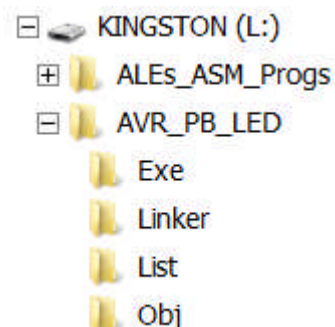 KINGSTON (L:)
ALEs_ASM_Progs
AVR_PB_LED
Exe
Linker
List
Obj